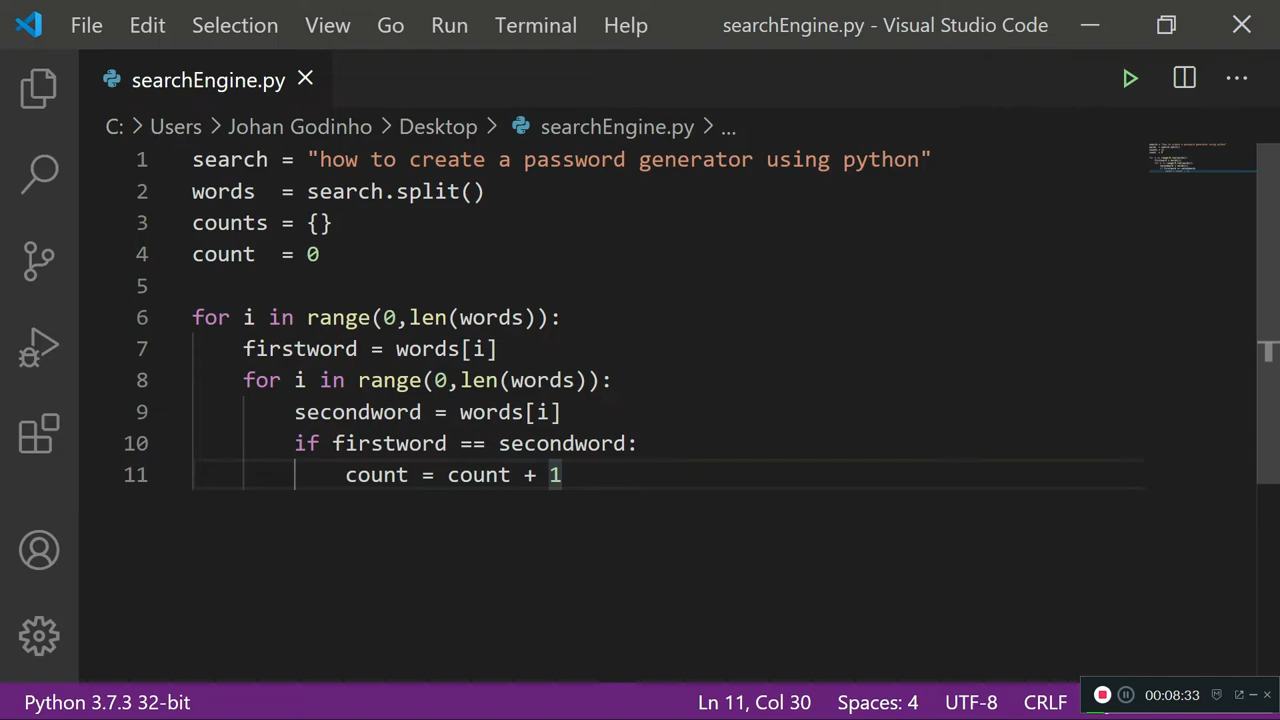 File Edit Selection View Go Run Terminal Help searchEngine.py - Visual Studio Code
searchEngine.py
C: > Users > Johan Godinho > Desktop > searchEngine.py > ...
1 search = "how to create a password generator using python"
2 words  = search.split()
3 counts = {}
4 count  = 0
5
6 for i in range(0,len(words)):
7     firstword = words[i]
8     for i in range(0,len(words)):
9         secondword = words[i]
10         if firstword == secondword:
11             count = count + 1
Python 3.7.3 32-bit Ln 11, Col 30 Spaces: 4 UTF-8 CRLF 00:08:33